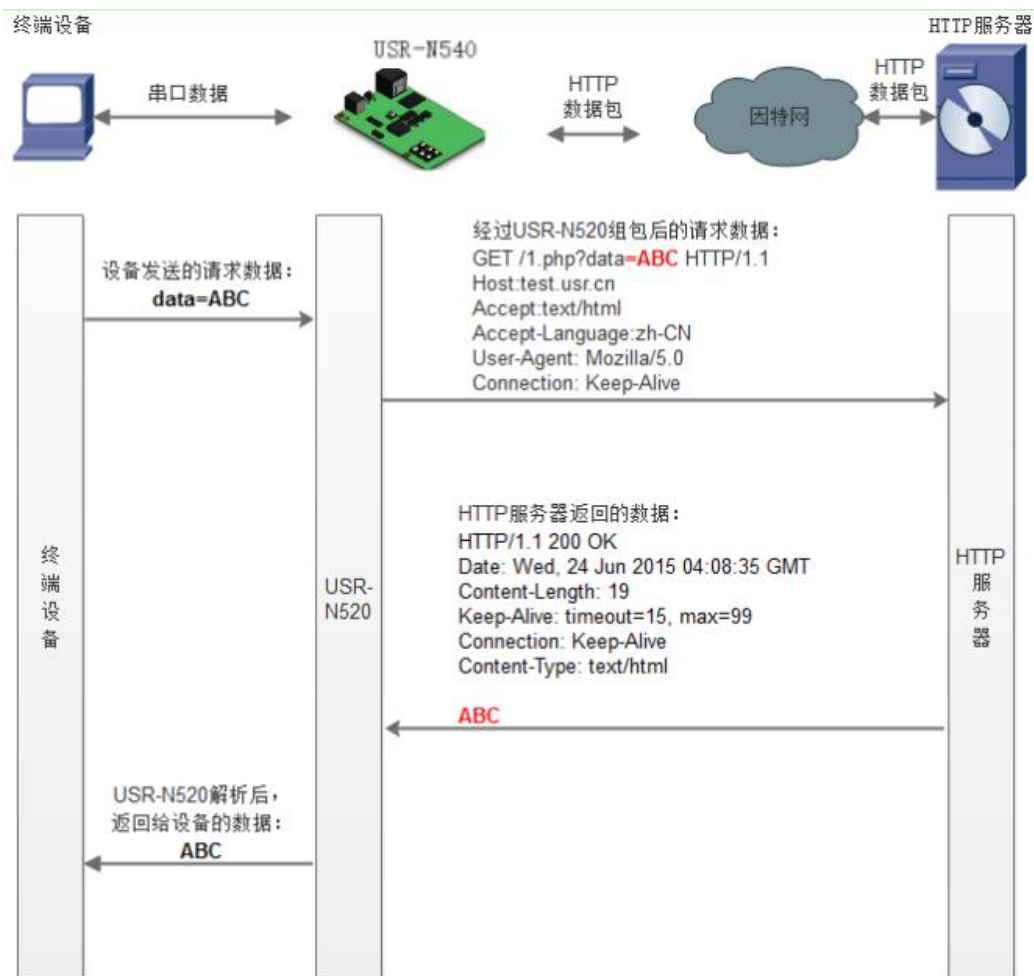 终端设备
HTTP服务器
USR-N540
串口数据
HTTP
数据包
因特网
HTTP
数据包
设备发送的请求数据：
data=ABC
经过USR-N520组包后的请求数据：
GET /1.php?data=ABC HTTP/1.1
Host:test.usr.cn
Accept:text/html
Accept-Language:zh-CN
User-Agent: Mozilla/5.0
Connection: Keep-Alive
HTTP服务器返回的数据：
HTTP/1.1 200 OK
Date: Wed, 24 Jun 2015 04:08:35 GMT
Content-Length: 19
Keep-Alive: timeout=15, max=99
Connection: Keep-Alive
Content-Type: text/html
ABC
终
端
设
备
USR-
N520
HTTP
服
务
器
USR-N520解析后，
返回给设备的数据：
ABC